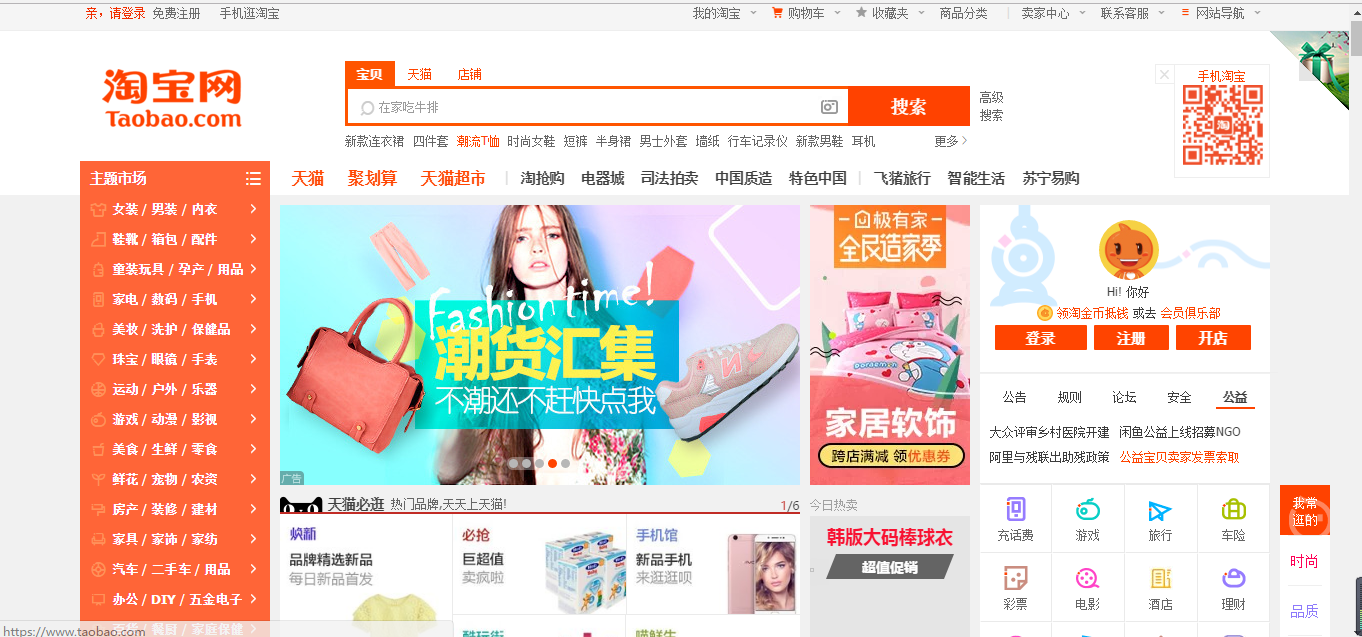 亲，请登录 免费注册 手机逛淘宝 我的淘宝 购物车 收藏夹 商品分类 卖家中心 联系客服 网站导航
淘宝网
Taobao.com
宝贝 天猫 店铺
在家吃牛排 搜索
高级
搜索
新款连衣裙 四件套 潮流T恤 时尚女鞋 短裤 半身裙 男士外套 墙纸 行车记录仪 新款男鞋 耳机 更多
手机淘宝
淘
主题市场 天猫 聚划算 天猫超市 淘抢购 电器城 司法拍卖 中国质造 特色中国 飞猪旅行 智能生活 苏宁易购
女装 / 男装 / 内衣
鞋靴 / 箱包 / 配件
童装玩具 / 孕产 / 用品
家电 / 数码 / 手机
美妆 / 洗护 / 保健品
珠宝 / 眼镜 / 手表
运动 / 户外 / 乐器
游戏 / 动漫 / 影视
美食 / 生鲜 / 零食
鲜花 / 宠物 / 农资
房产 / 装修 / 建材
家具 / 家饰 / 家纺
汽车 / 二手车 / 用品
办公 / DIY / 五金电子
百货 / 餐厨 / 家庭保健
https://www.taobao.com
Fashion time!
潮货汇集
不潮还不赶快点我
广告
极有家
全民造家季
家居软饰
跨店满减 领优惠券
Hi! 你好
领淘金币抵钱 或去 会员俱乐部
登录 注册 开店
公告 规则 论坛 安全 公益
大众评审乡村医院开建 闲鱼公益上线招募NGO
阿里与残联出助残政策 公益宝贝卖家发票索取
天猫必逛 热门品牌,天天上天猫! 1/6
焕新
品牌精选新品
每日新品首发
必抢
巨超值
卖疯啦
手机馆
新品手机
来逛逛呗
酷玩街 喵鲜生
今日热卖
韩版大码棒球衣
超值促销
充话费 游戏 旅行 车险
彩票 电影 酒店 理财
我常
逛的
时尚
品质